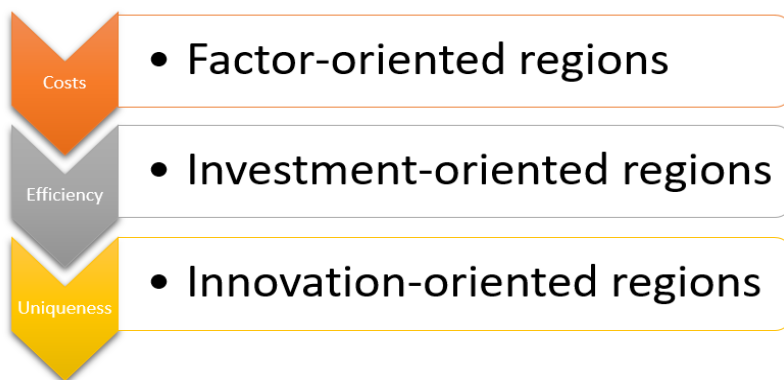 Costs
• Factor-oriented regions
Efficiency
• Investment-oriented regions
Uniqueness
• Innovation-oriented regions